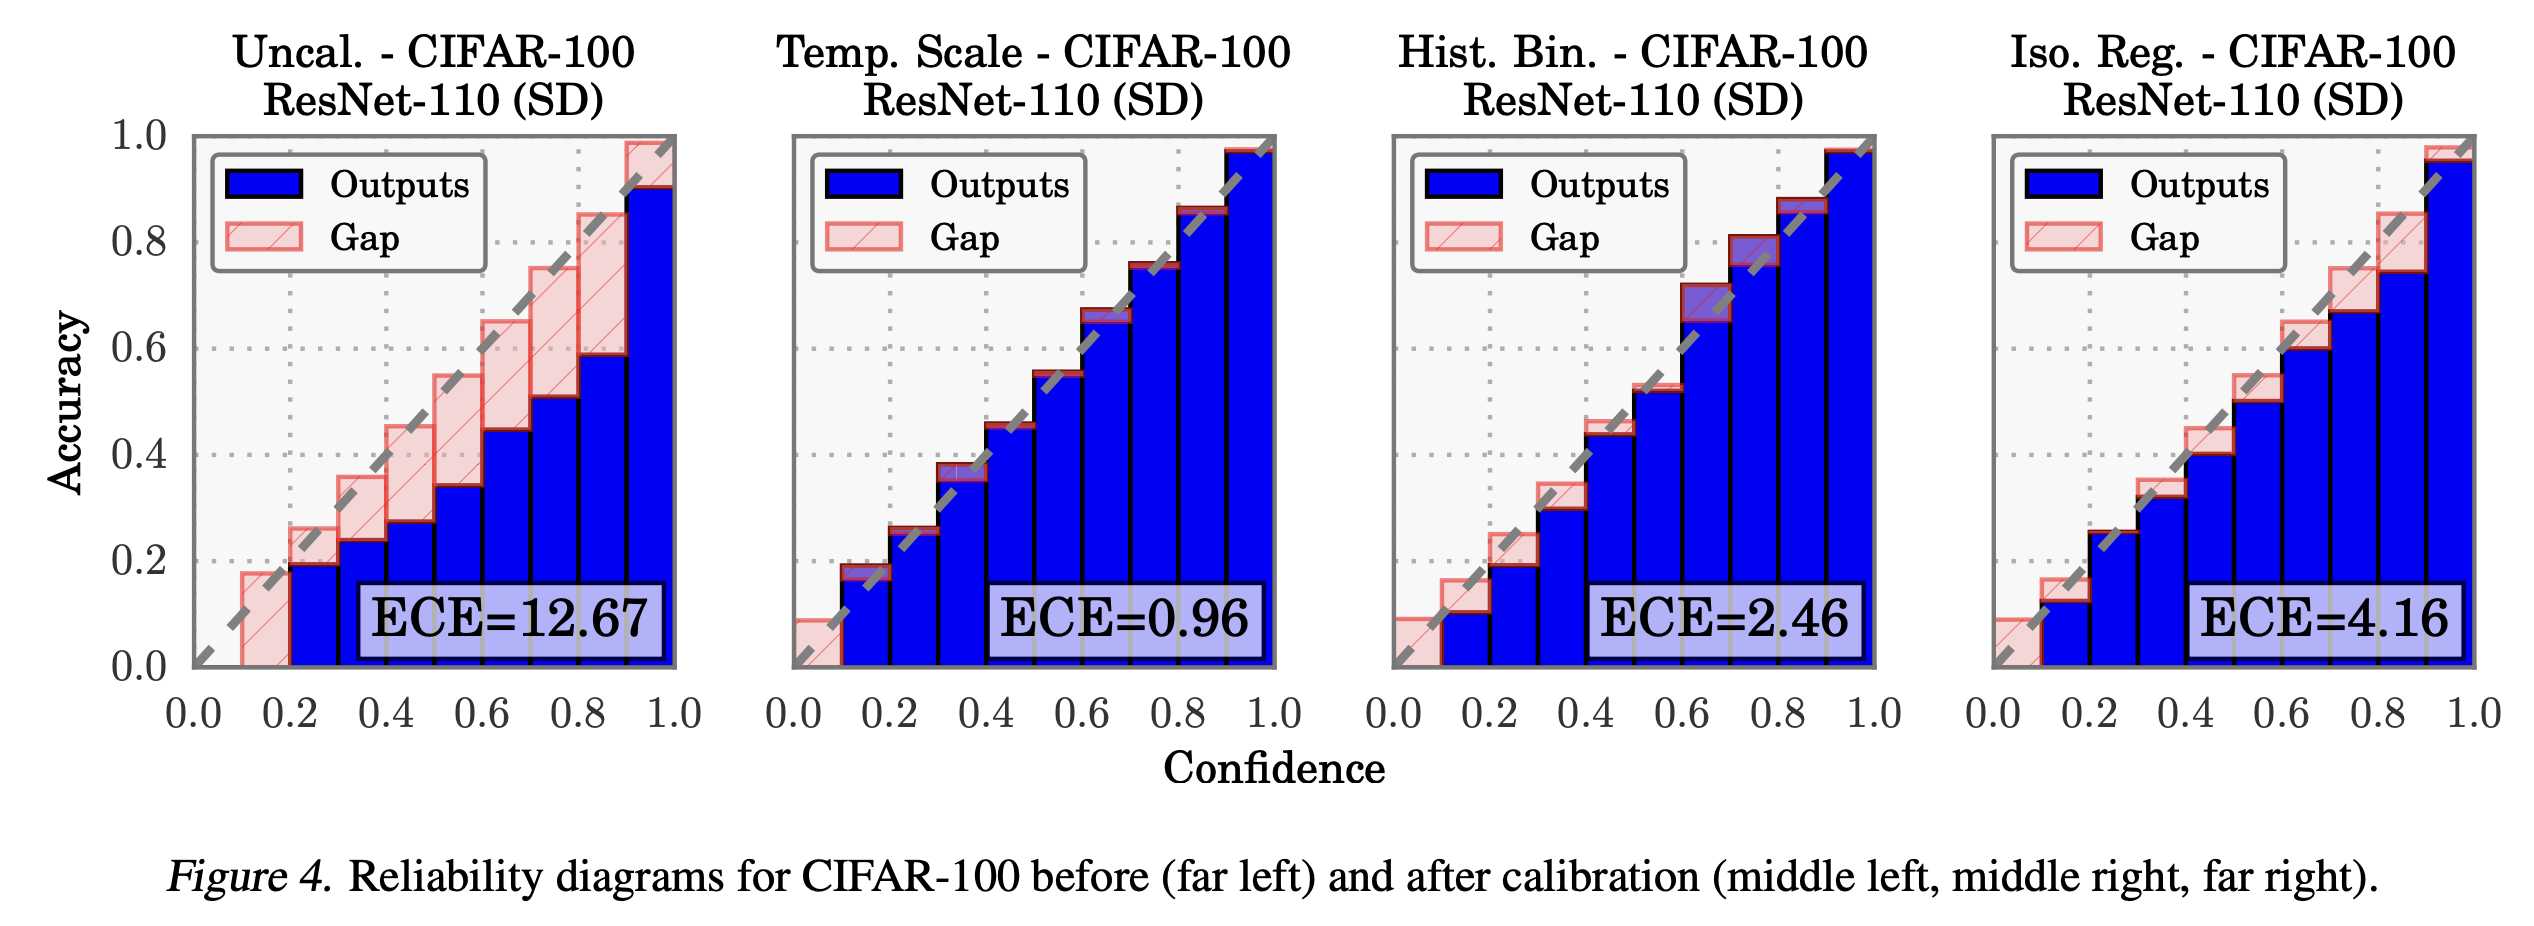 Uncal. - CIFAR-100
ResNet-110 (SD)
Temp. Scale - CIFAR-100
ResNet-110 (SD)
Hist. Bin. - CIFAR-100
ResNet-110 (SD)
Iso. Reg. - CIFAR-100
ResNet-110 (SD)
Accuracy
1.0
0.8
0.6
0.4
0.2
0.0
Outputs
Gap
ECE=12.67
0.0 0.2 0.4 0.6 0.8 1.0
Outputs
Gap
ECE=0.96
0.0 0.2 0.4 0.6 0.8 1.0
Outputs
Gap
ECE=2.46
0.0 0.2 0.4 0.6 0.8 1.0
Outputs
Gap
ECE=4.16
0.0 0.2 0.4 0.6 0.8 1.0
Confidence
Figure 4. Reliability diagrams for CIFAR-100 before (far left) and after calibration (middle left, middle right, far right).